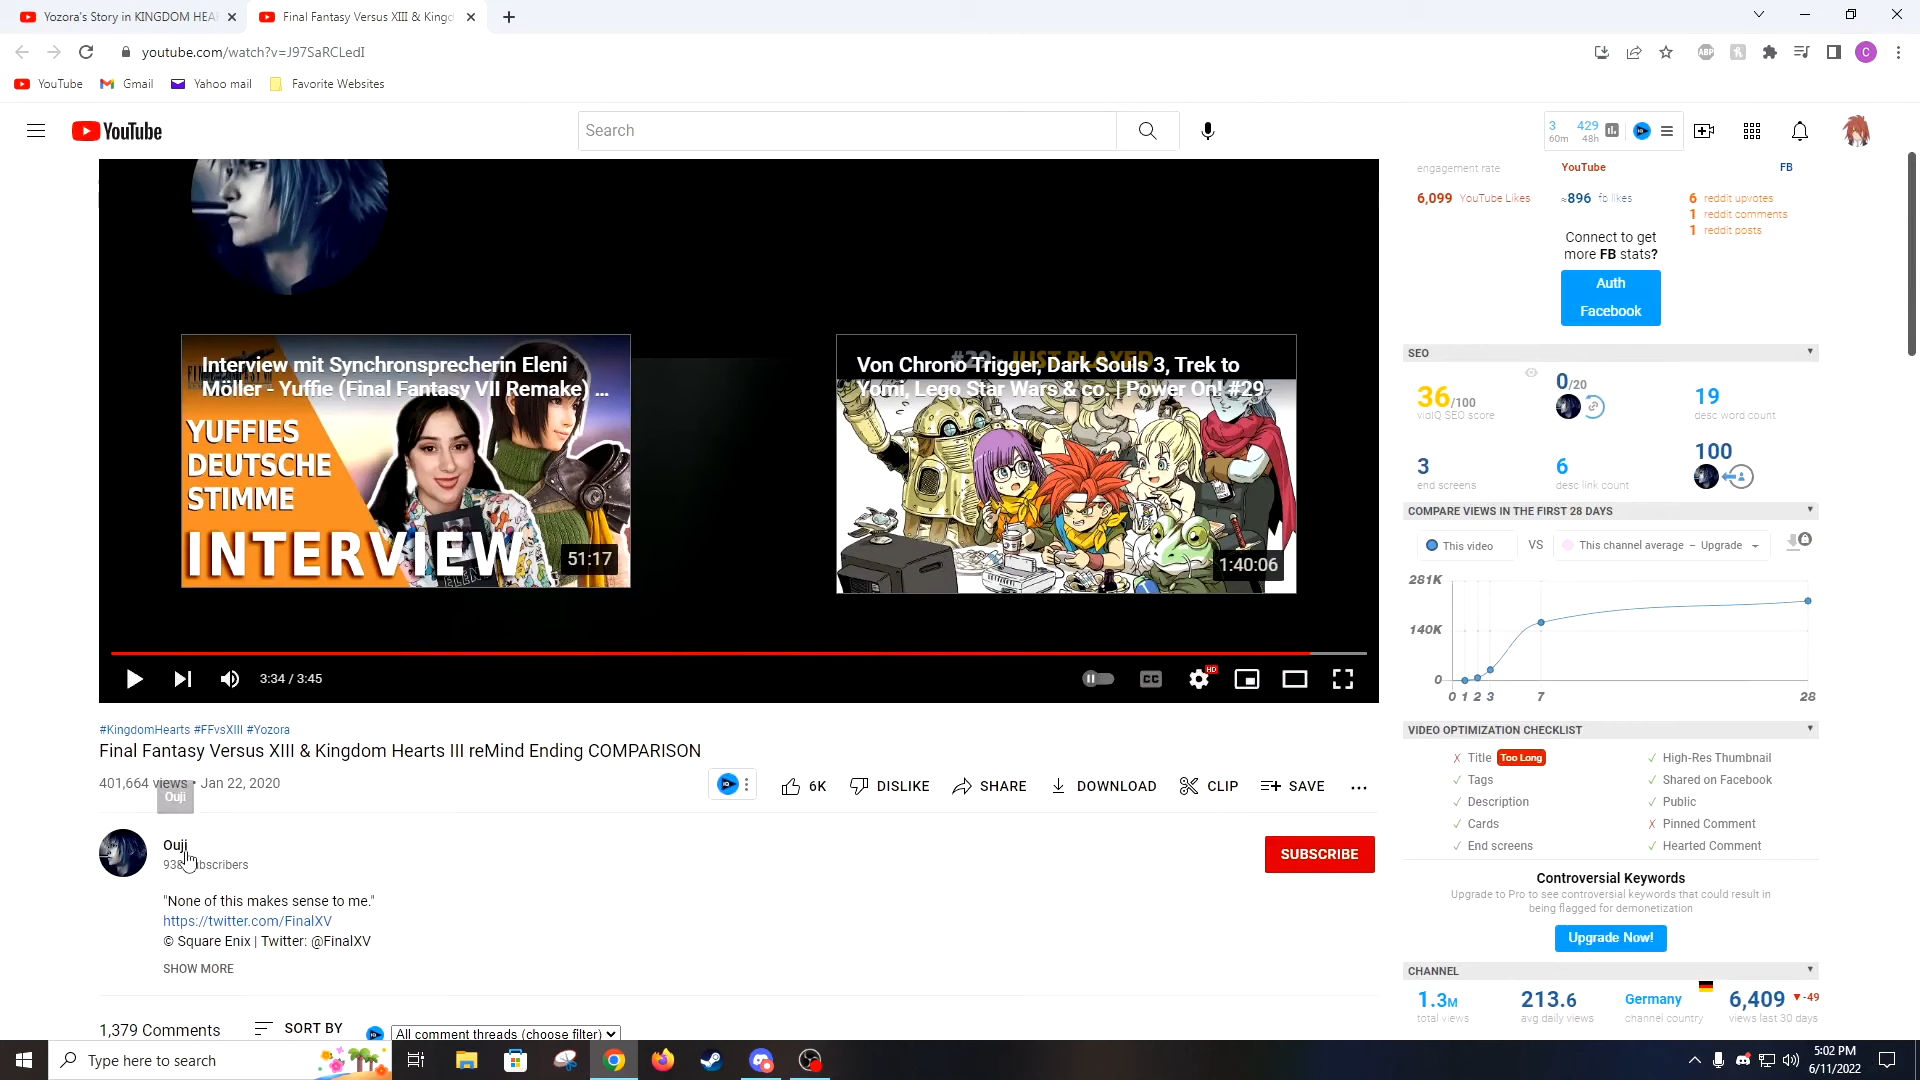 Yozora's Story in KINGDOM HEA
Final Fantasy Versus XIII & Kingd
youtube.com/watch?v=J97SaRCLedI
ABP
C
YouTube
Gmail
Yahoo mail
Favorite Websites
YouTube
Search
3
60m
429
48h
engagement rate
YouTube
FB
6,099 YouTube Likes
≈896 fb likes
6 reddit upvotes
1 reddit comments
1 reddit posts
Connect to get
more FB stats?
Auth
Facebook
Interview mit Synchronsprecherin Eleni
Möller - Yuffie (Final Fantasy VII Remake) ...
YUFFIES
DEUTSCHE
STIMME
INTERVIEW
51:17
#29 - JUST PLAYED
Von Chrono Trigger, Dark Souls 3, Trek to
Yomi, Lego Star Wars & co. | Power On! #29
1:40:06
3:34 / 3:45
CC
HD
SEO
36/100
vidIQ SEO score
0/20
19
desc word count
3
end screens
6
desc link count
100
COMPARE VIEWS IN THE FIRST 28 DAYS
This video
VS
This channel average – Upgrade
281K
140K
0
0 1 2 3 7 28
#KingdomHearts #FFvsXIII #Yozora
Final Fantasy Versus XIII & Kingdom Hearts III reMind Ending COMPARISON
401,664 views • Jan 22, 2020
Ouji
6K
DISLIKE
SHARE
DOWNLOAD
CLIP
SAVE
...
Ouji
SUBSCRIBE
"None of this makes sense to me."
https://twitter.com/FinalXV
© Square Enix | Twitter: @FinalXV
SHOW MORE
1,379 Comments
SORT BY
All comment threads (choose filter)
VIDEO OPTIMIZATION CHECKLIST
X Title Too Long
✓ High-Res Thumbnail
✓ Tags
✓ Shared on Facebook
✓ Description
✓ Public
✓ Cards
X Pinned Comment
✓ End screens
✓ Hearted Comment
Controversial Keywords
Upgrade to Pro to see controversial keywords that could result in
being flagged for demonetization
Upgrade Now!
CHANNEL
1.3M
total views
213.6
avg daily views
Germany
channel country
6,409 ▼-49
views last 30 days
Type here to search
5:02 PM
6/11/2022